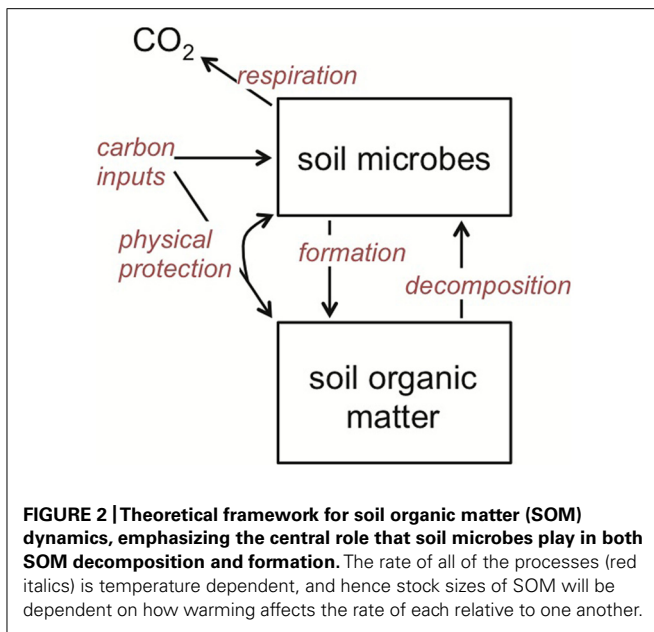 CO2
respiration
carbon
inputs
soil microbes
physical
protection
formation
decomposition
soil organic
matter
FIGURE 2 | Theoretical framework for soil organic matter (SOM)
dynamics, emphasizing the central role that soil microbes play in both
SOM decomposition and formation. The rate of all of the processes (red
italics) is temperature dependent, and hence stock sizes of SOM will be
dependent on how warming affects the rate of each relative to one another.